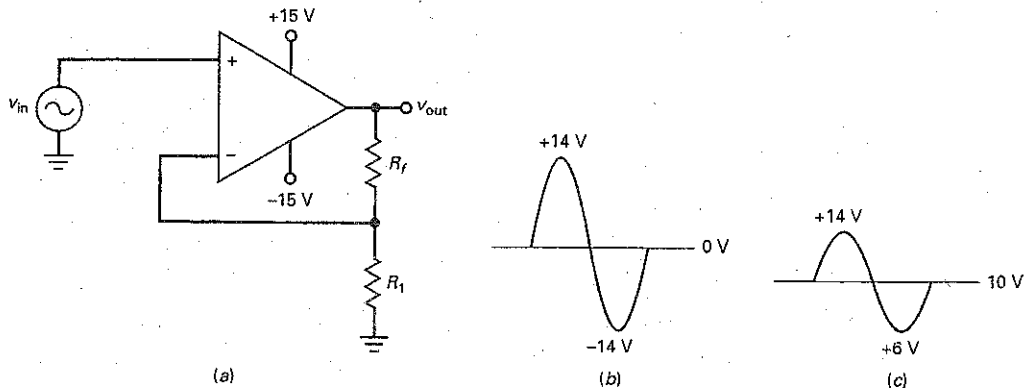 +15 V
+
v_in
v_out
−
R_f
−15 V
R_1
(a)
+14 V
0 V
−14 V
(b)
+14 V
10 V
+6 V
(c)